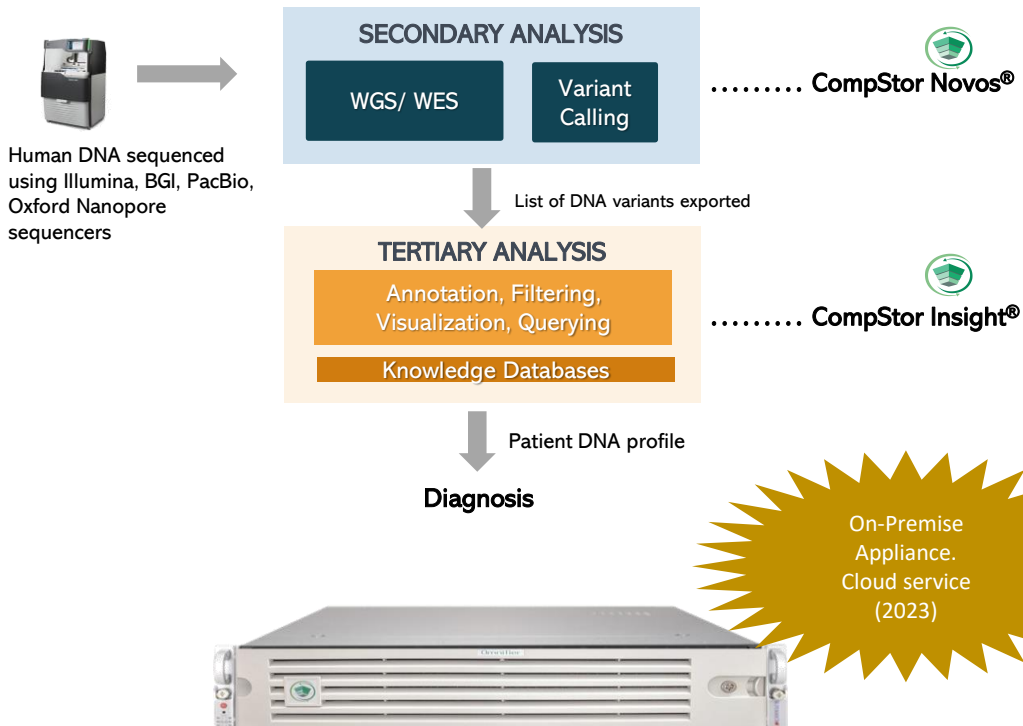 SECONDARY ANALYSIS
WGS/ WES
Variant
Calling
......... CompStor Novos®
Human DNA sequenced
using Illumina, BGI, PacBio,
Oxford Nanopore
sequencers
List of DNA variants exported
TERTIARY ANALYSIS
Annotation, Filtering,
Visualization, Querying
Knowledge Databases
......... CompStor Insight®
Patient DNA profile
Diagnosis
On-Premise
Appliance.
Cloud service
(2023)